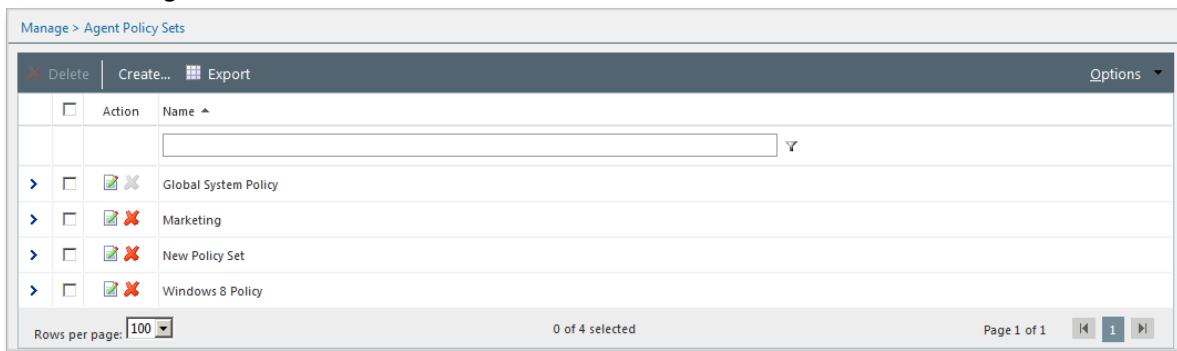 Manage > Agent Policy Sets
Delete Create... Export Options
Action Name
Global System Policy
Marketing
New Policy Set
Windows 8 Policy
Rows per page: 100 0 of 4 selected Page 1 of 1 1